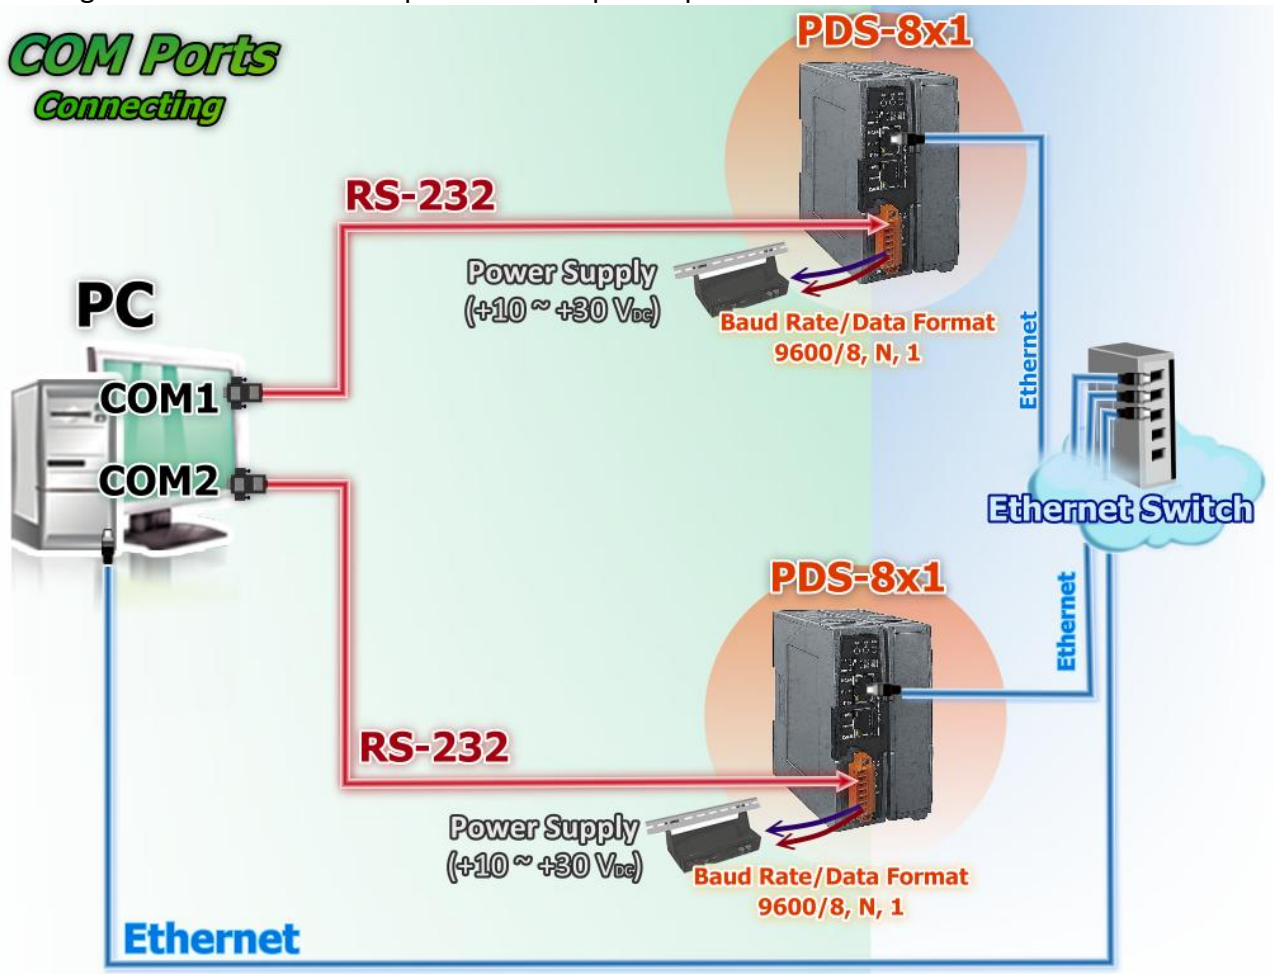 COM Ports
Connecting
PDS-8x1
RS-232
Power Supply
(+10 ~ +30 VDC)
Baud Rate/Data Format
9600/8, N, 1
Ethernet
PC
COM1
COM2
Ethernet Switch
PDS-8x1
Ethernet
RS-232
Power Supply
(+10 ~ +30 VDC)
Baud Rate/Data Format
9600/8, N, 1
Ethernet